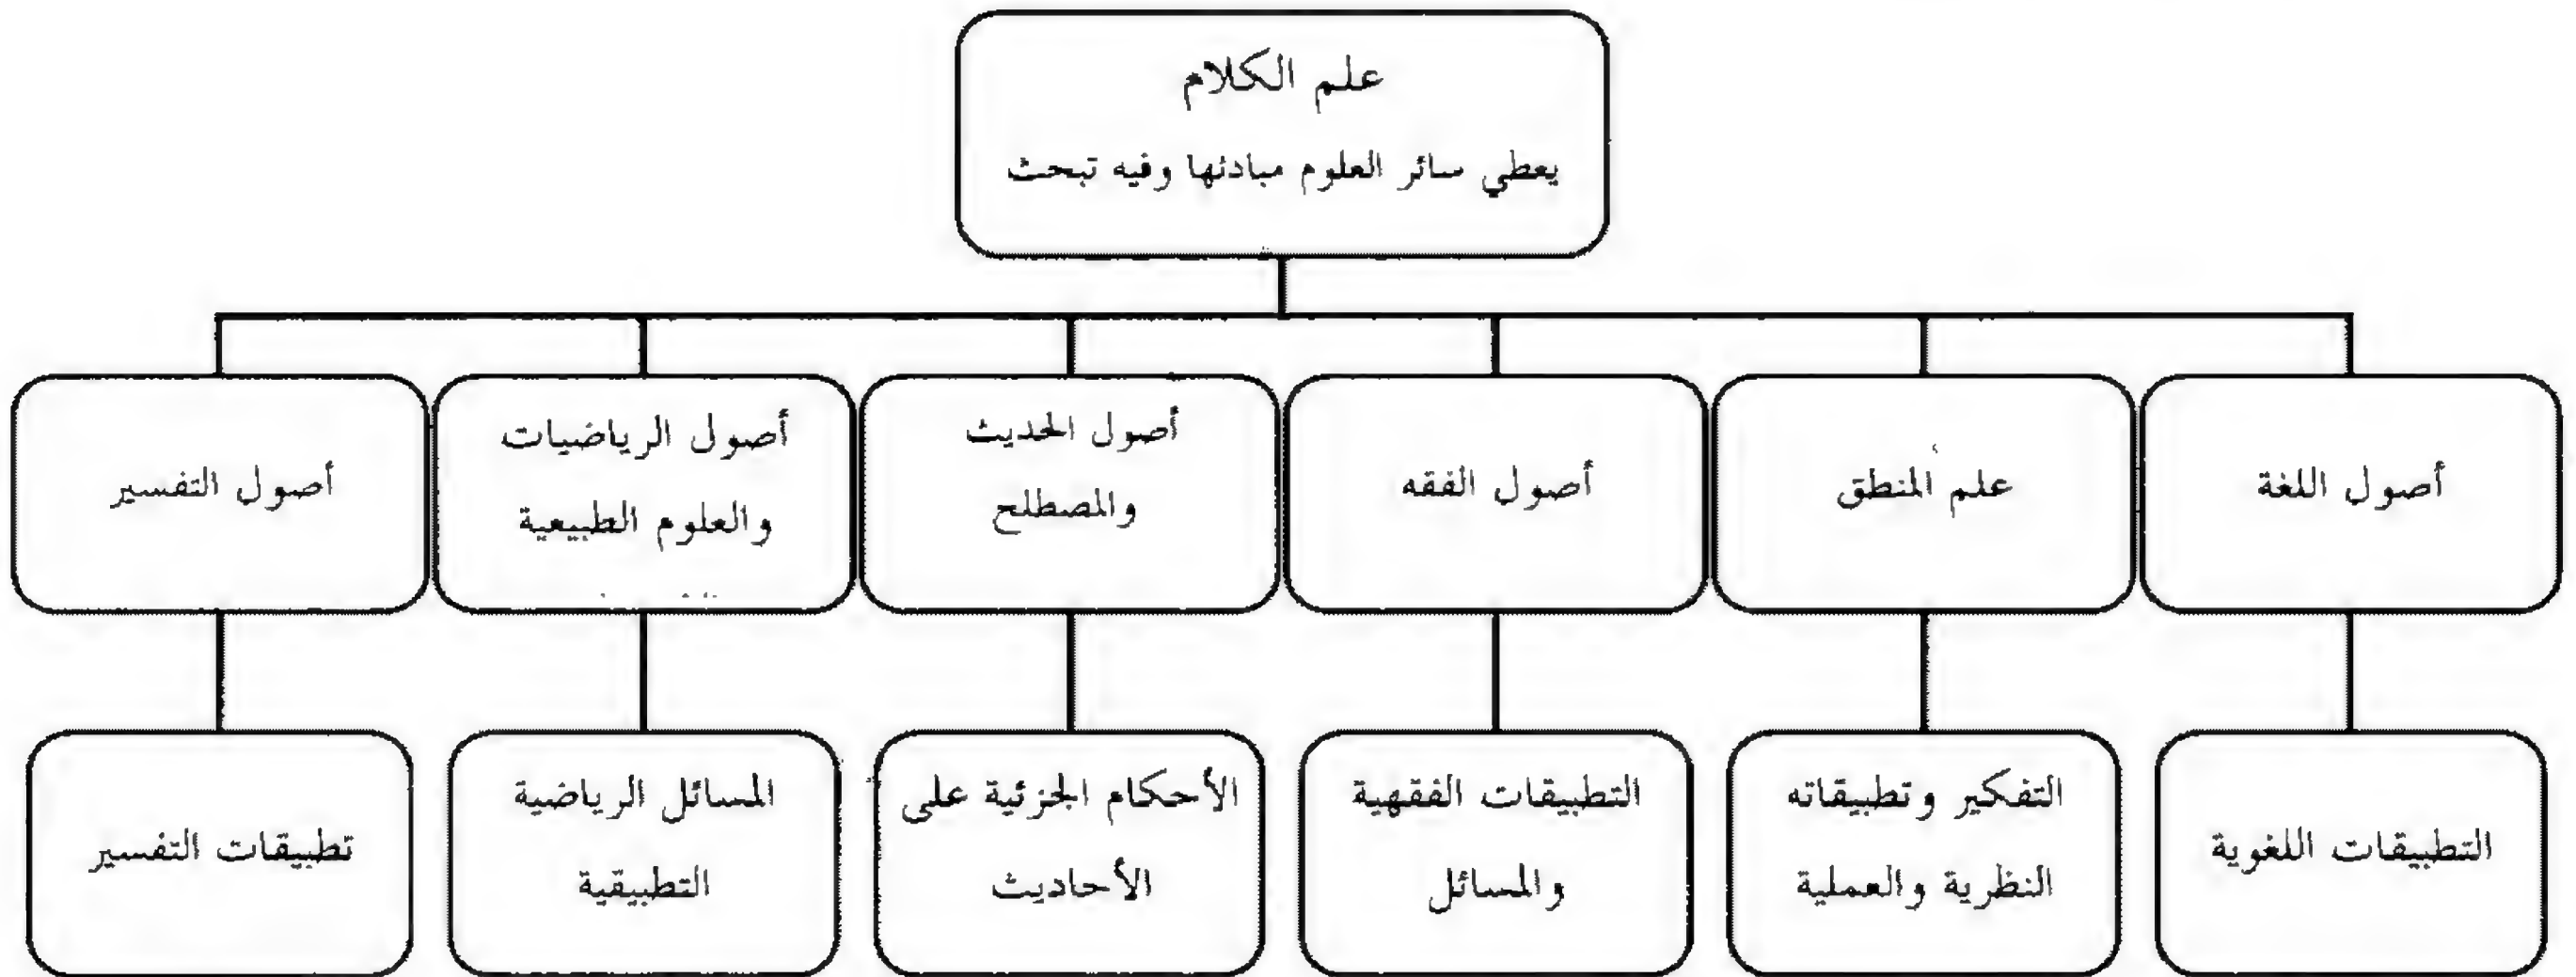 علم الكلام
يعطي سائر العلوم مبادئها وفيه تبحث
أصول اللغة
علم المنطق
أصول الفقه
أصول الحديث
والمصطلح
أصول الرياضيات
والعلوم الطبيعية
أصول التفسير
التطبيقات اللغوية
التفكير وتطبيقاته
النظرية والعملية
التطبيقات الفقهية
والمسائل
الأحكام الجزئية على
الأحاديث
المسائل الرياضية
التطبيقية
تطبيقات التفسير